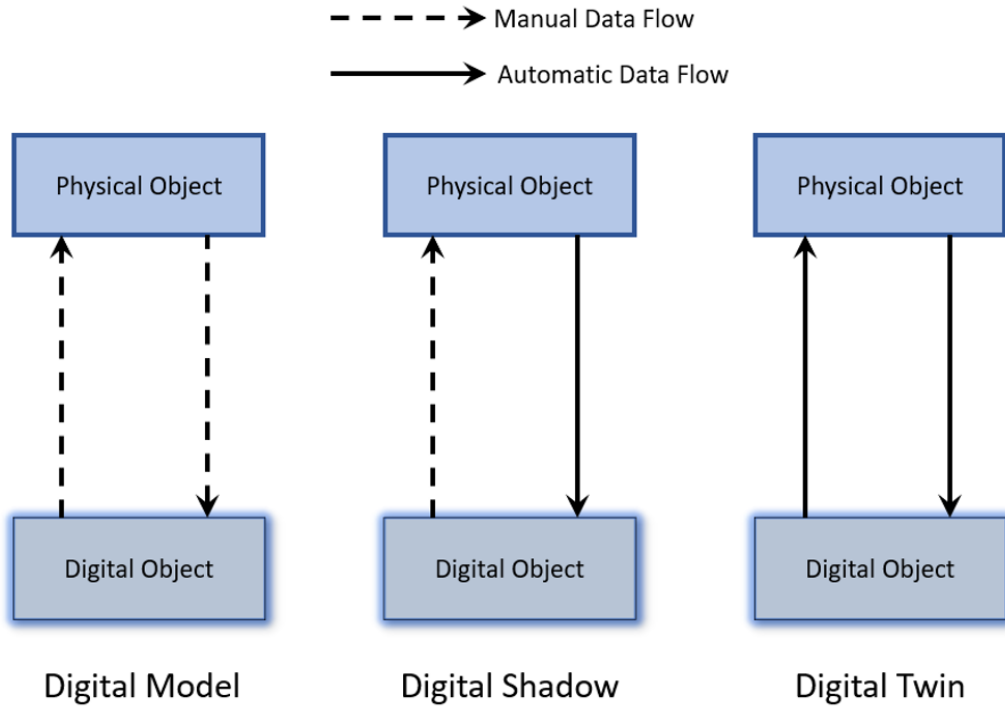 Manual Data Flow
Automatic Data Flow
Physical Object
Physical Object
Physical Object
Digital Object
Digital Object
Digital Object
Digital Model
Digital Shadow
Digital Twin